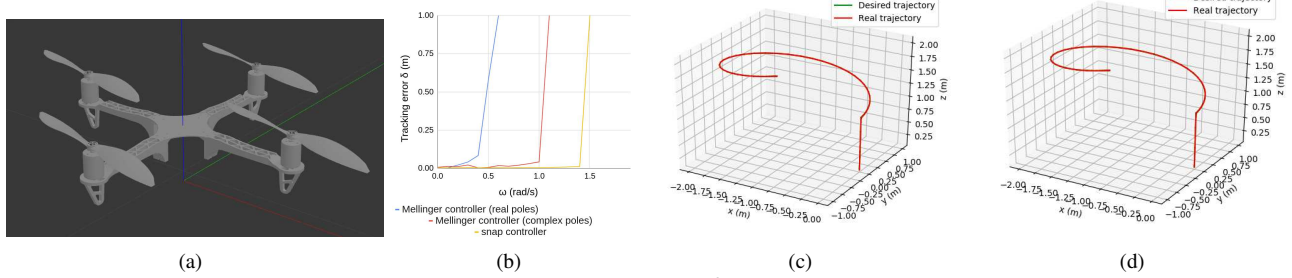 1.00
0.75
0.50
0.25
0.00
Tracking error δ (m)
0.0 0.5 1.0 1.5
ω (rad/s)
Mellinger controller (real poles)
Mellinger controller (complex poles)
snap controller
Desired trajectory
Real trajectory
2.00
1.75
1.50
1.25
1.00
0.75
0.50
0.25
z (m)
1.00
0.75
0.50
0.25
0.00
−0.25
−0.50
−0.75
−1.00
y (m)
−2.00 −1.75 −1.50 −1.25 −1.00 −0.75 −0.50 −0.25 0.00
x (m)
Real trajectory
2.00
1.75
1.50
1.25
1.00
0.75
0.50
0.25
z (m)
1.00
0.75
0.50
0.25
0.00
−0.25
−0.50
−0.75
−1.00
y (m)
−2.00 −1.75 −1.50 −1.25 −1.00 −0.75 −0.50 −0.25 0.00
x (m)
(a) (b) (c) (d)